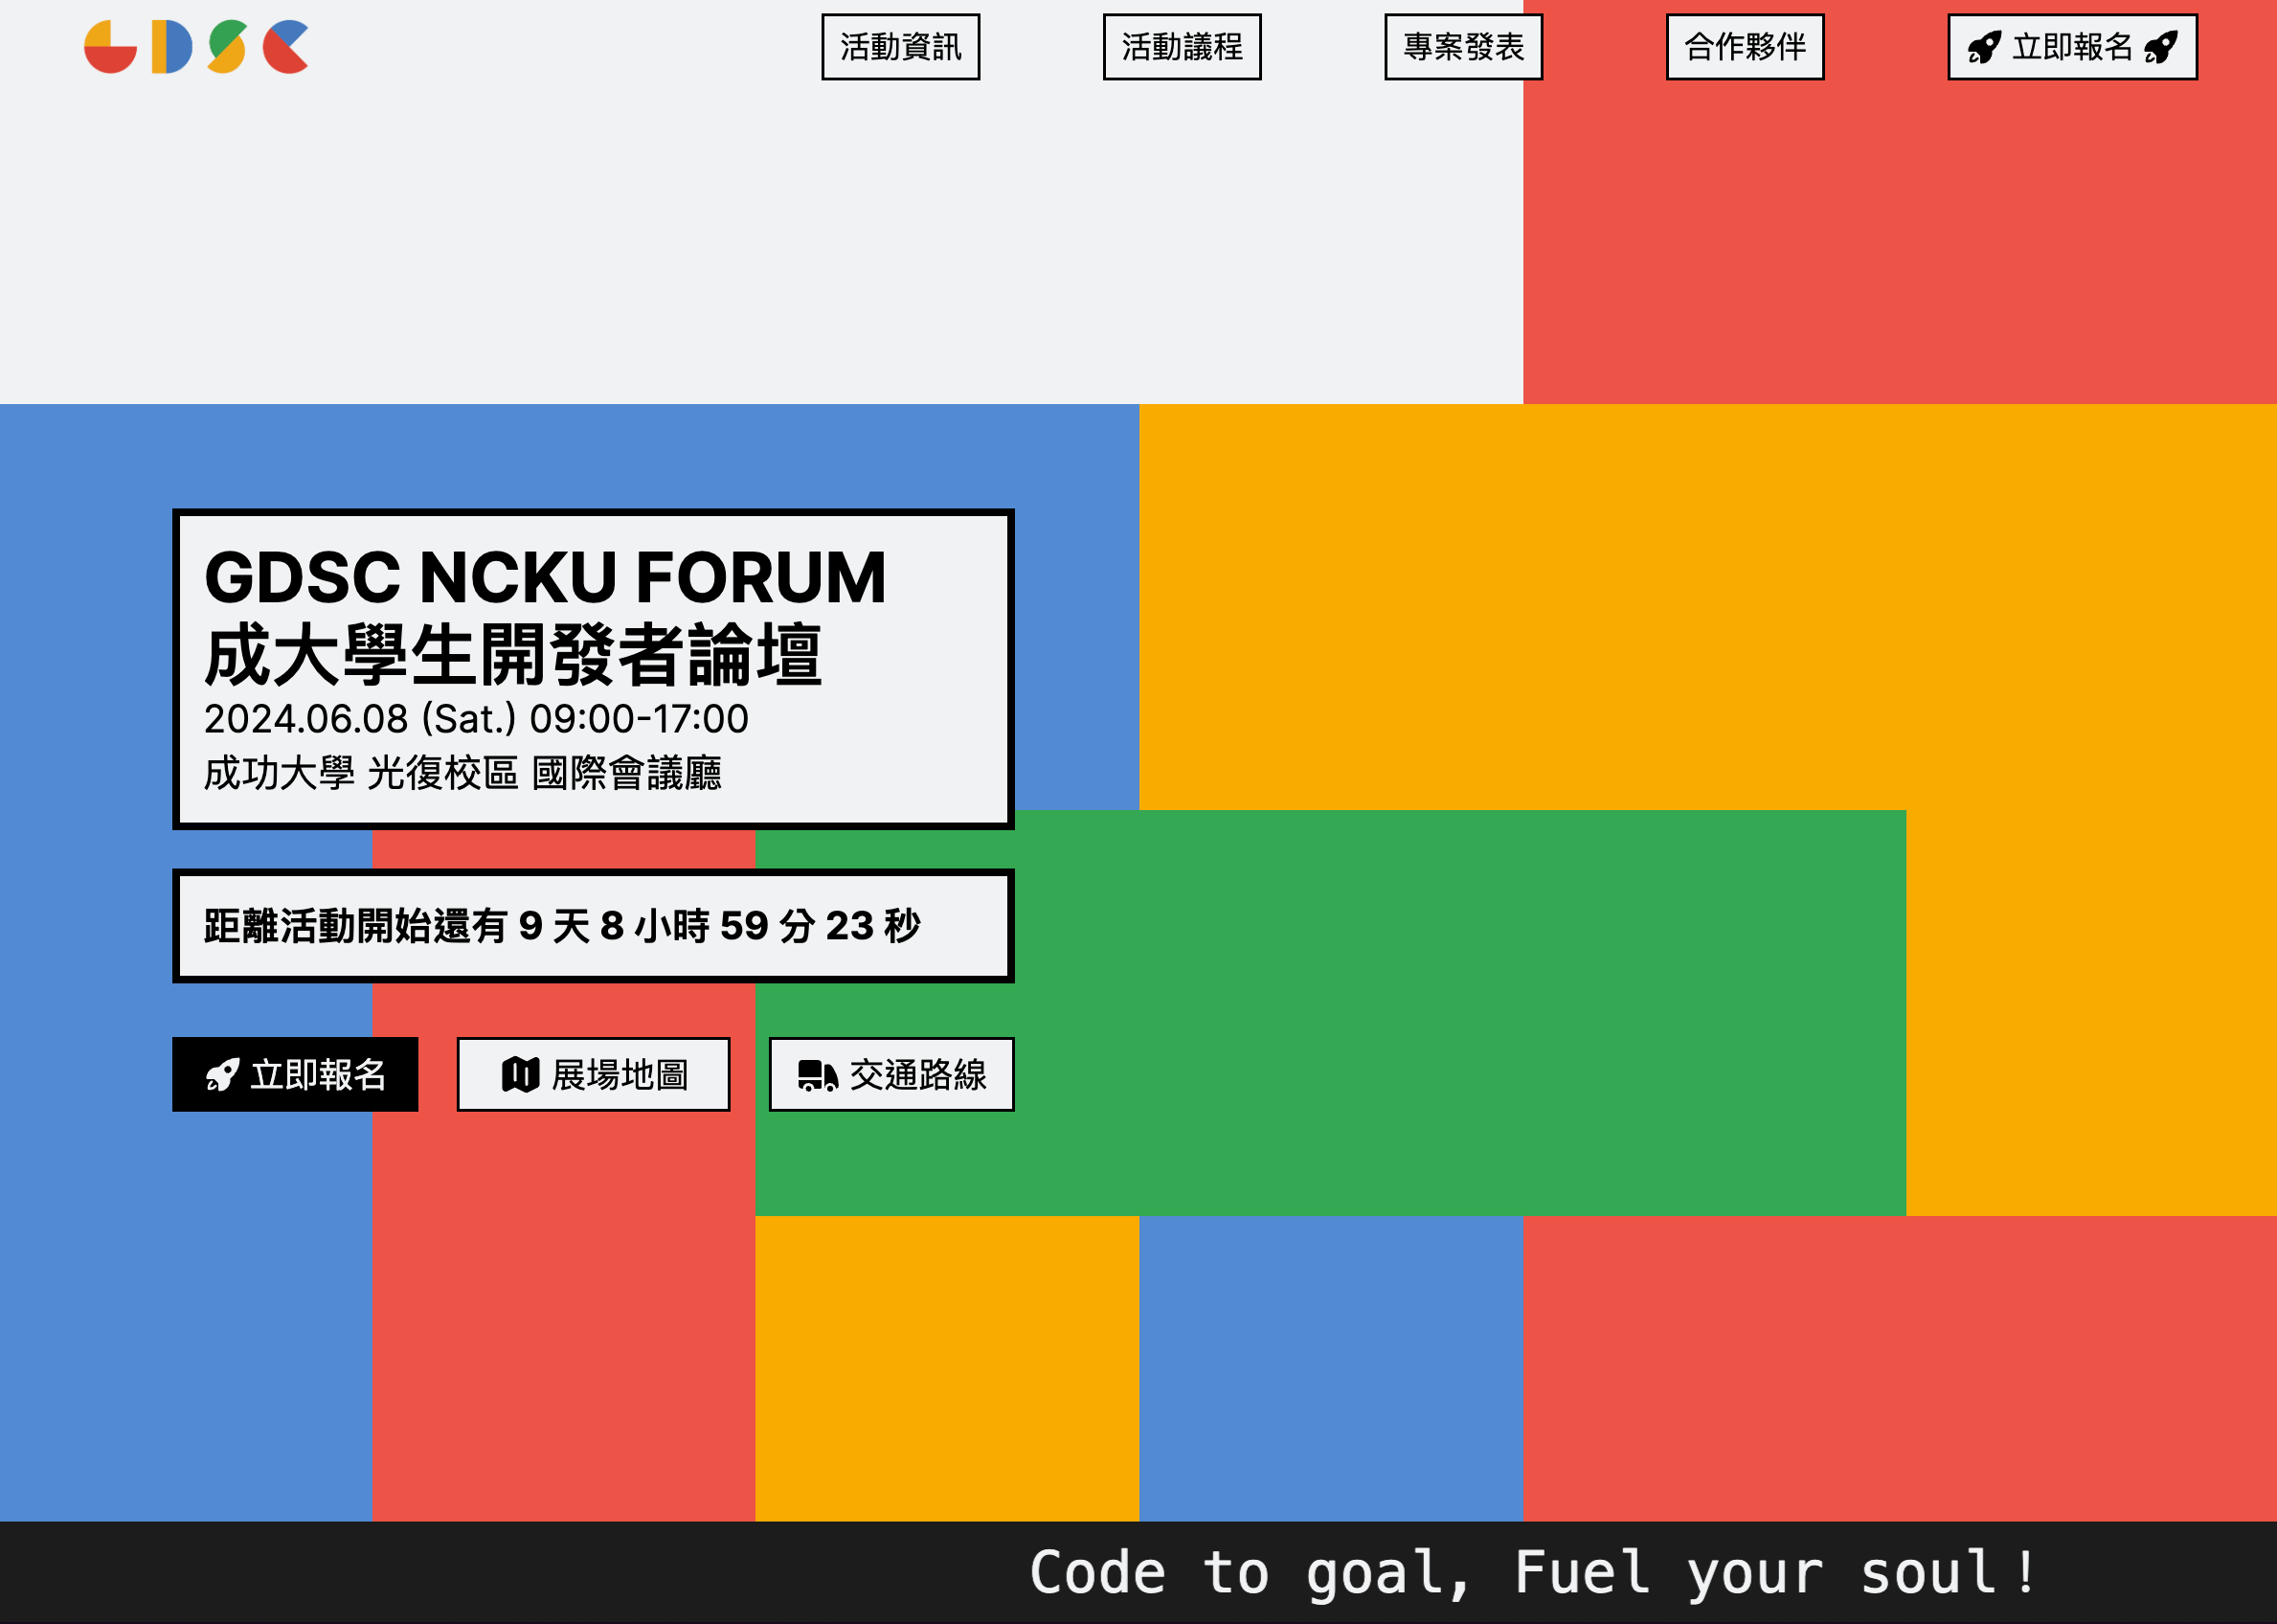 GDSC
活動資訊
活動議程
專案發表
合作夥伴
立即報名
GDSC NCKU FORUM
成大學生開發者論壇
2024.06.08 (Sat.) 09:00-17:00
成功大學 光復校區 國際會議廳
距離活動開始還有 9 天 8 小時 59 分 23 秒
立即報名
展場地圖
交通路線
Code to goal, Fuel your soul！